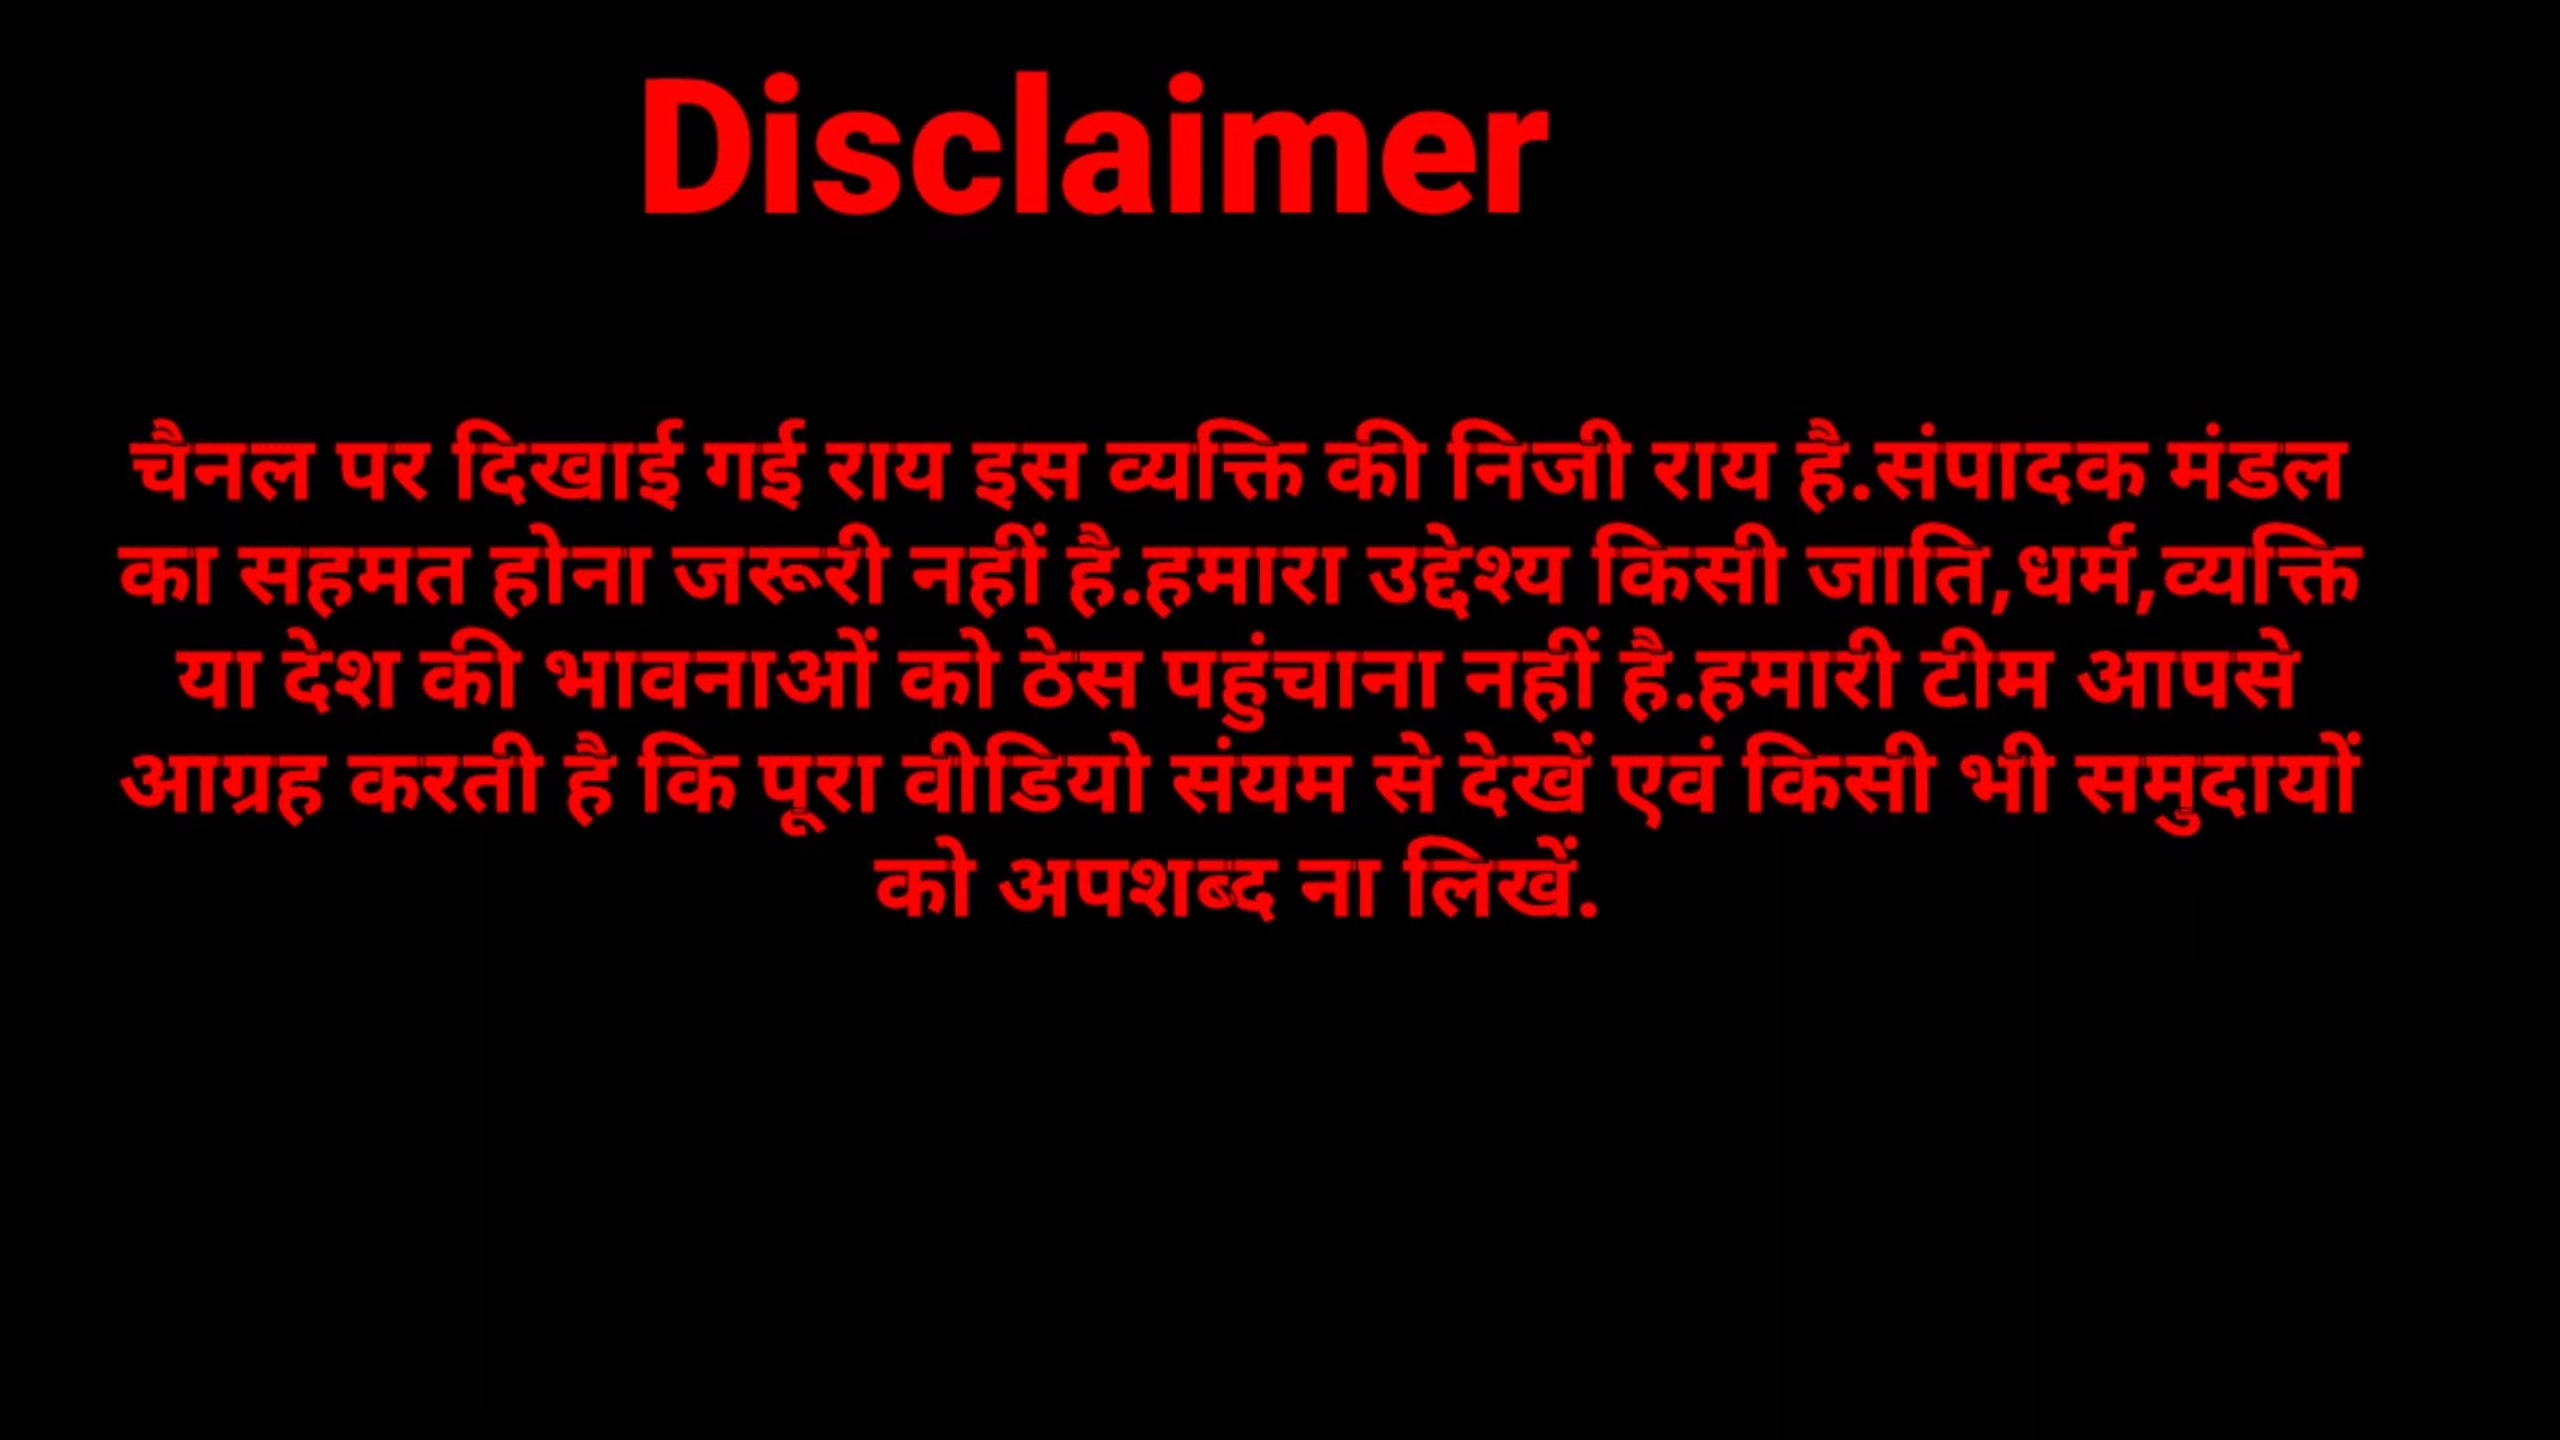 Disclaimer
चैनल पर दिखाई गई राय इस व्यक्ति की निजी राय है.संपादक मंडल
का सहमत होना जरूरी नहीं है.हमारा उद्देश्य किसी जाति,धर्म,व्यक्ति
या देश की भावनाओं को ठेस पहुंचाना नहीं है.हमारी टीम आपसे
आग्रह करती है कि पूरा वीडियो संयम से देखें एवं किसी भी समुदायों
को अपशब्द ना लिखें.